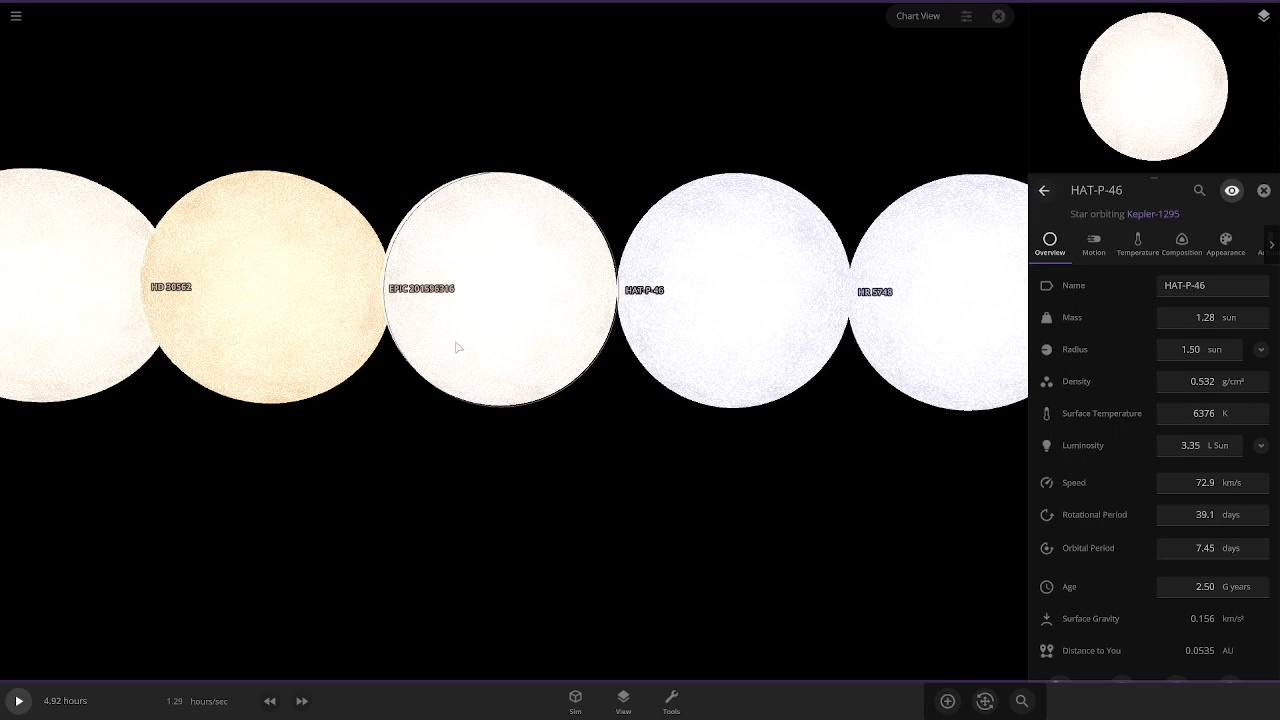 Chart View
HD 38562
EPIC 201596316
HAT-P-46
HR 5748
HAT-P-46
Star orbiting Kepler-1295
Overview Motion Temperature Composition Appearance
Name HAT-P-46
Mass 1.28 sun
Radius 1.50 sun
Density 0.532 g/cm³
Surface Temperature 6376 K
Luminosity 3.35 L Sun
Speed 72.9 km/s
Rotational Period 39.1 days
Orbital Period 7.45 days
Age 2.50 G years
Surface Gravity 0.156 km/s²
Distance to You 0.0535 AU
4.92 hours 1.29 hours/sec
Sim View Tools